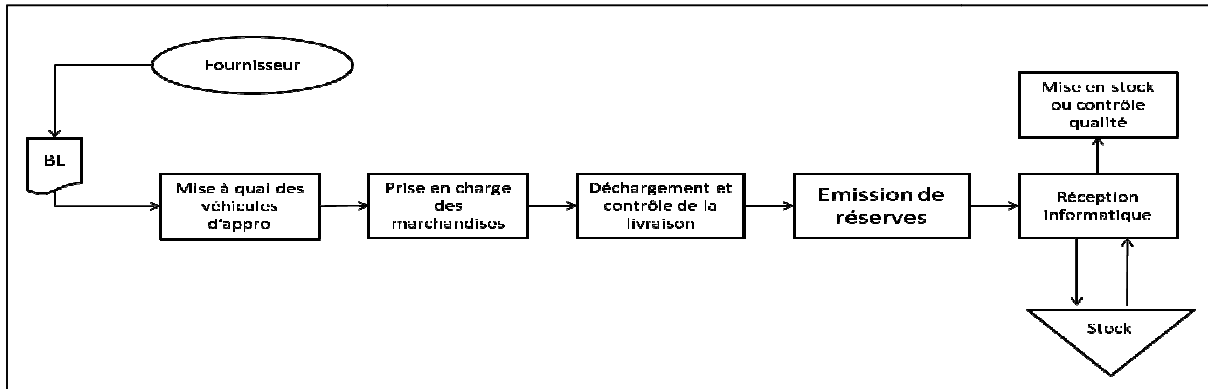 Fournisseur
BL
Mise à quai des
véhicules
d'appro
Prise en charge
des
marchandises
Déchargement et
contrôle de la
livraison
Emission de
réserves
Réception
informatique
Mise en stock
ou contrôle
qualité
Stock